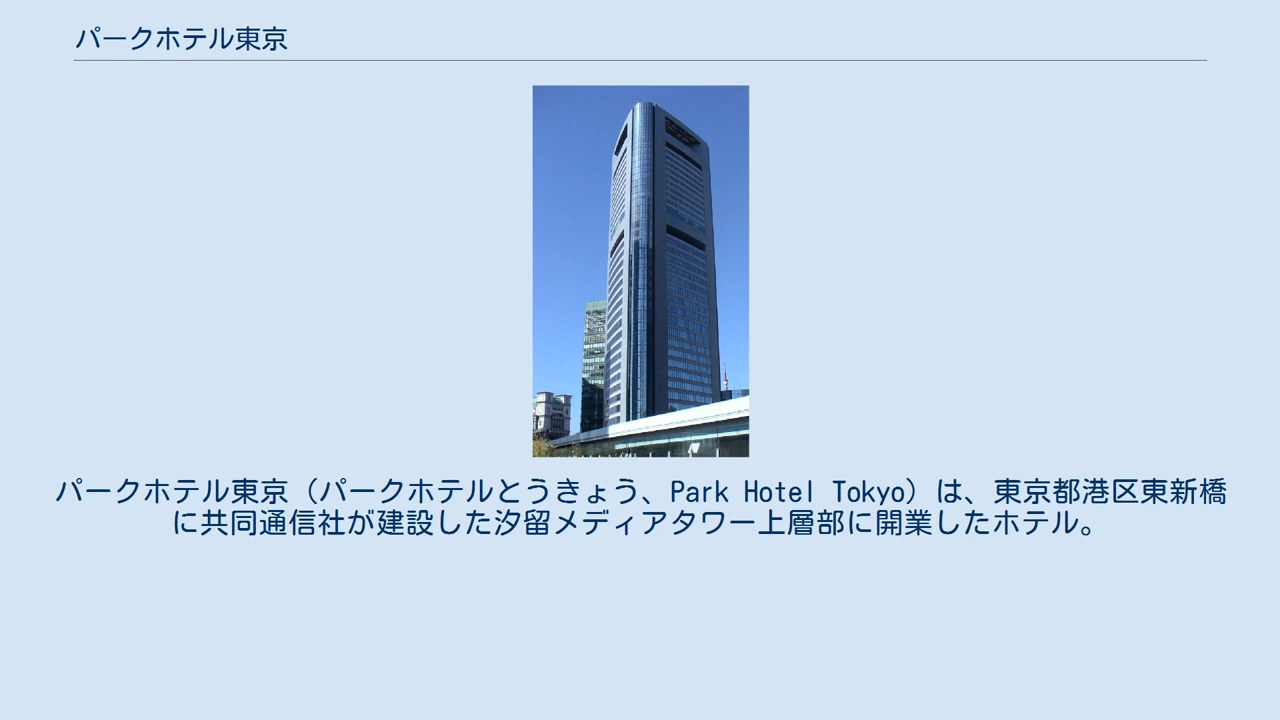 パークホテル東京
パークホテル東京（パークホテルとうきょう、Park Hotel Tokyo）は、東京都港区東新橋
に共同通信社が建設した汐留メディアタワー上層部に開業したホテル。